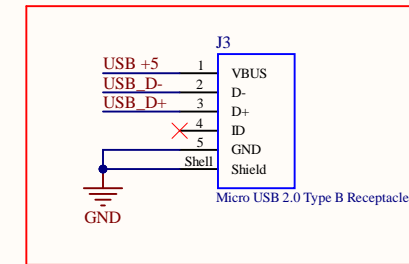 J3
USB +5 1 VBUS
USB_D- 2 D-
USB_D+ 3 D+
4 ID
5 GND
Shell Shield
Micro USB 2.0 Type B Receptacle
GND